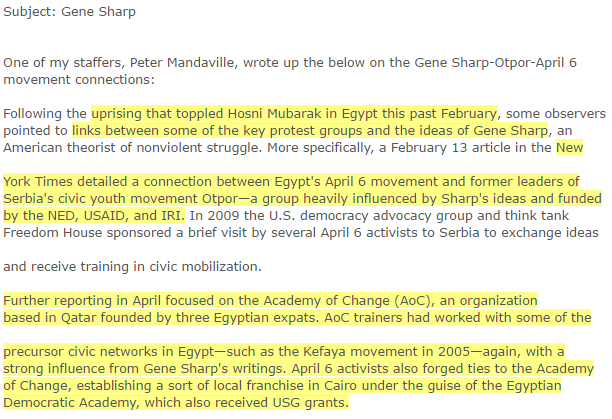 Subject: Gene Sharp
One of my staffers, Peter Mandaville, wrote up the below on the Gene Sharp-Otpor-April 6
movement connections:
Following the uprising that toppled Hosni Mubarak in Egypt this past February, some observers
pointed to links between some of the key protest groups and the ideas of Gene Sharp, an
American theorist of nonviolent struggle. More specifically, a February 13 article in the New
York Times detailed a connection between Egypt's April 6 movement and former leaders of
Serbia's civic youth movement Otpor—a group heavily influenced by Sharp's ideas and funded
by the NED, USAID, and IRI. In 2009 the U.S. democracy advocacy group and think tank
Freedom House sponsored a brief visit by several April 6 activists to Serbia to exchange ideas
and receive training in civic mobilization.
Further reporting in April focused on the Academy of Change (AoC), an organization
based in Qatar founded by three Egyptian expats. AoC trainers had worked with some of the
precursor civic networks in Egypt—such as the Kefaya movement in 2005—again, with a
strong influence from Gene Sharp's writings. April 6 activists also forged ties to the Academy
of Change, establishing a sort of local franchise in Cairo under the guise of the Egyptian
Democratic Academy, which also received USG grants.